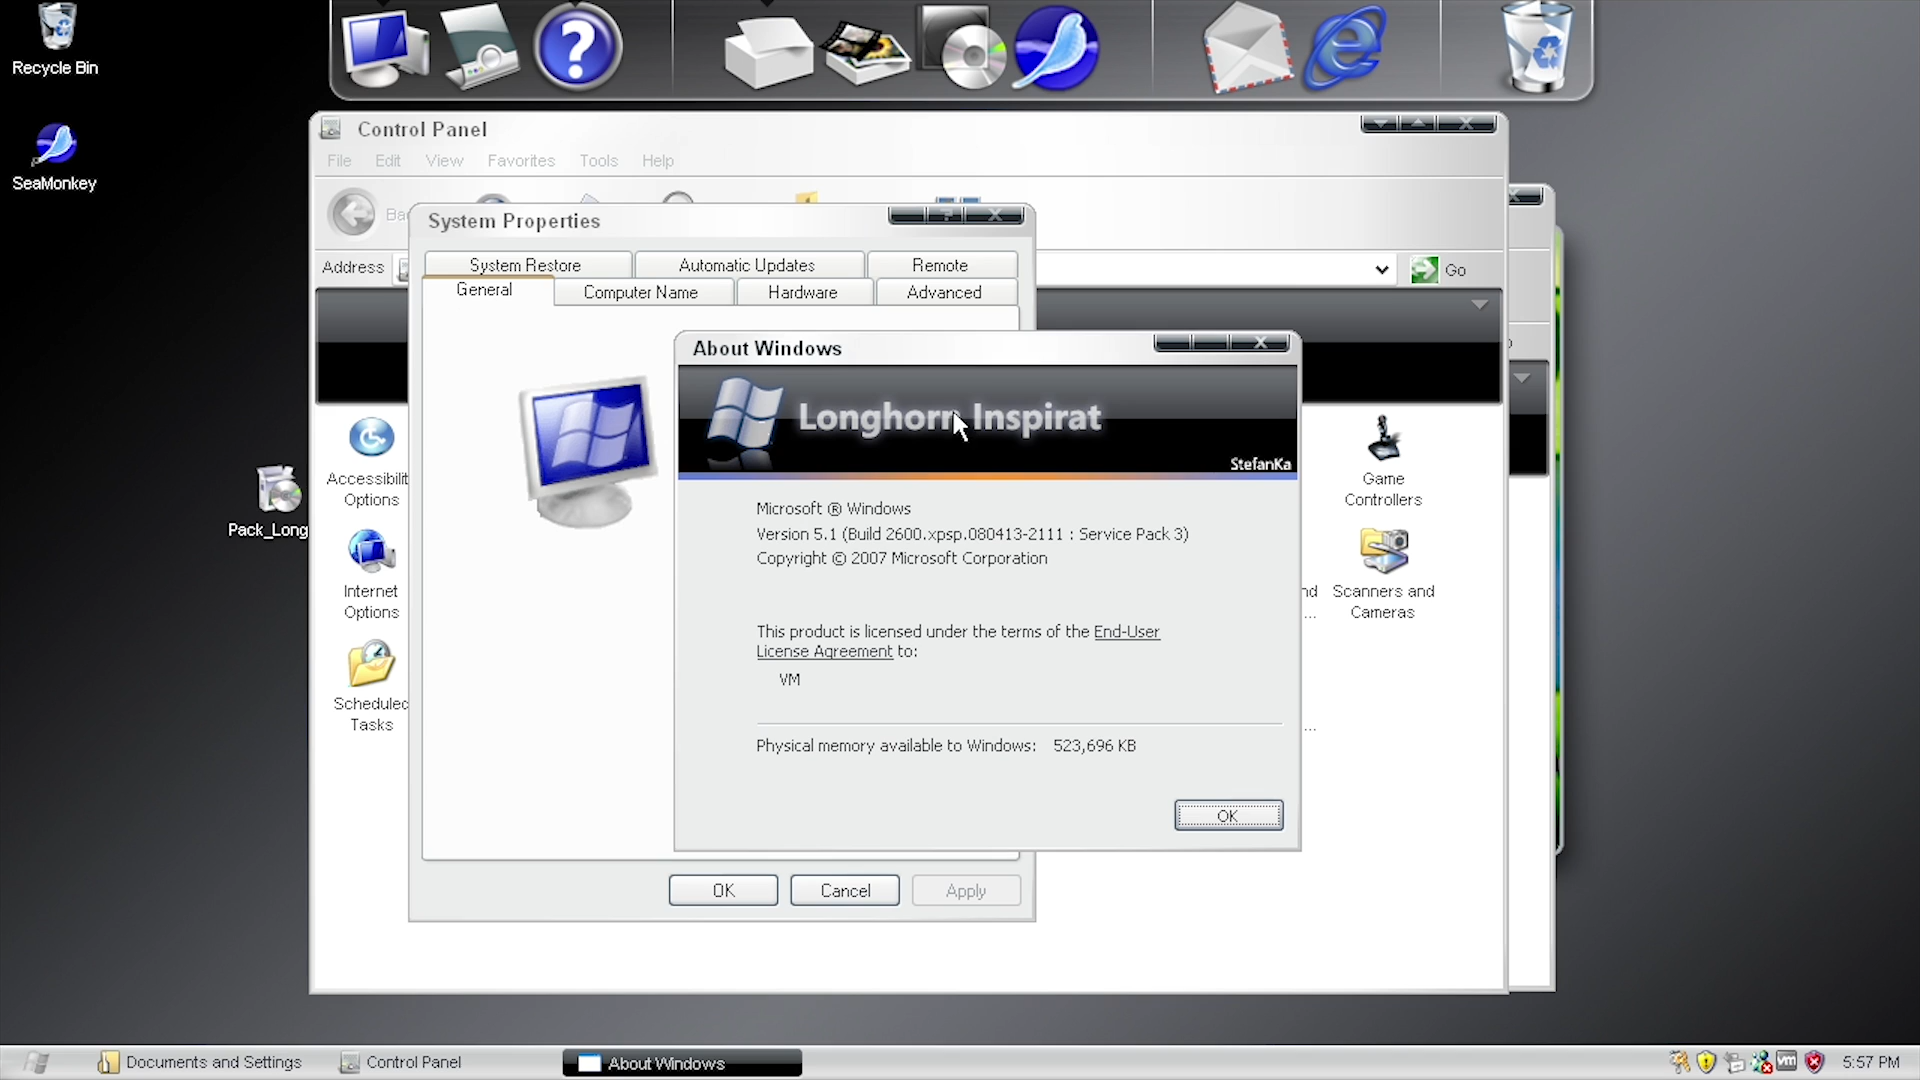 Recycle Bin
SeaMonkey
Pack_Long
Control Panel
File Edit View Favorites Tools Help
Address
Go
System Properties
System Restore Automatic Updates Remote
General Computer Name Hardware Advanced
About Windows
Longhorn Inspirat
StefanKa
Microsoft ® Windows
Version 5.1 (Build 2600.xpsp.080413-2111 : Service Pack 3)
Copyright © 2007 Microsoft Corporation
This product is licensed under the terms of the End-User
License Agreement to:
VM
Physical memory available to Windows: 523,696 KB
OK
OK Cancel Apply
Accessibilit
Options
Internet
Options
Scheduled
Tasks
Game
Controllers
Scanners and
Cameras
Documents and Settings Control Panel About Windows
vm
5:57 PM